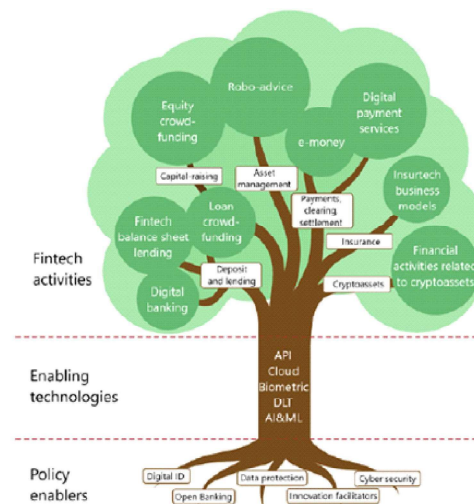 Robo-advice
Equity
crowd-
funding
Digital
payment
services
e-money
Capital-raising
Asset
management
Insurtech
business
models
Payments,
clearing
settlement
Loan
crowd-
funding
Fintech
balance sheet
lending
Insurance
Financial
activities related
to cryptoassets
Fintech
activities
Deposit
and lending
Cryptoassets
Digital
banking
Enabling
technologies
API
Cloud
Biometric
DLT
AI&ML
Policy
enablers
Digital ID
Data protection
Cyber security
Open Banking
Innovation facilitators